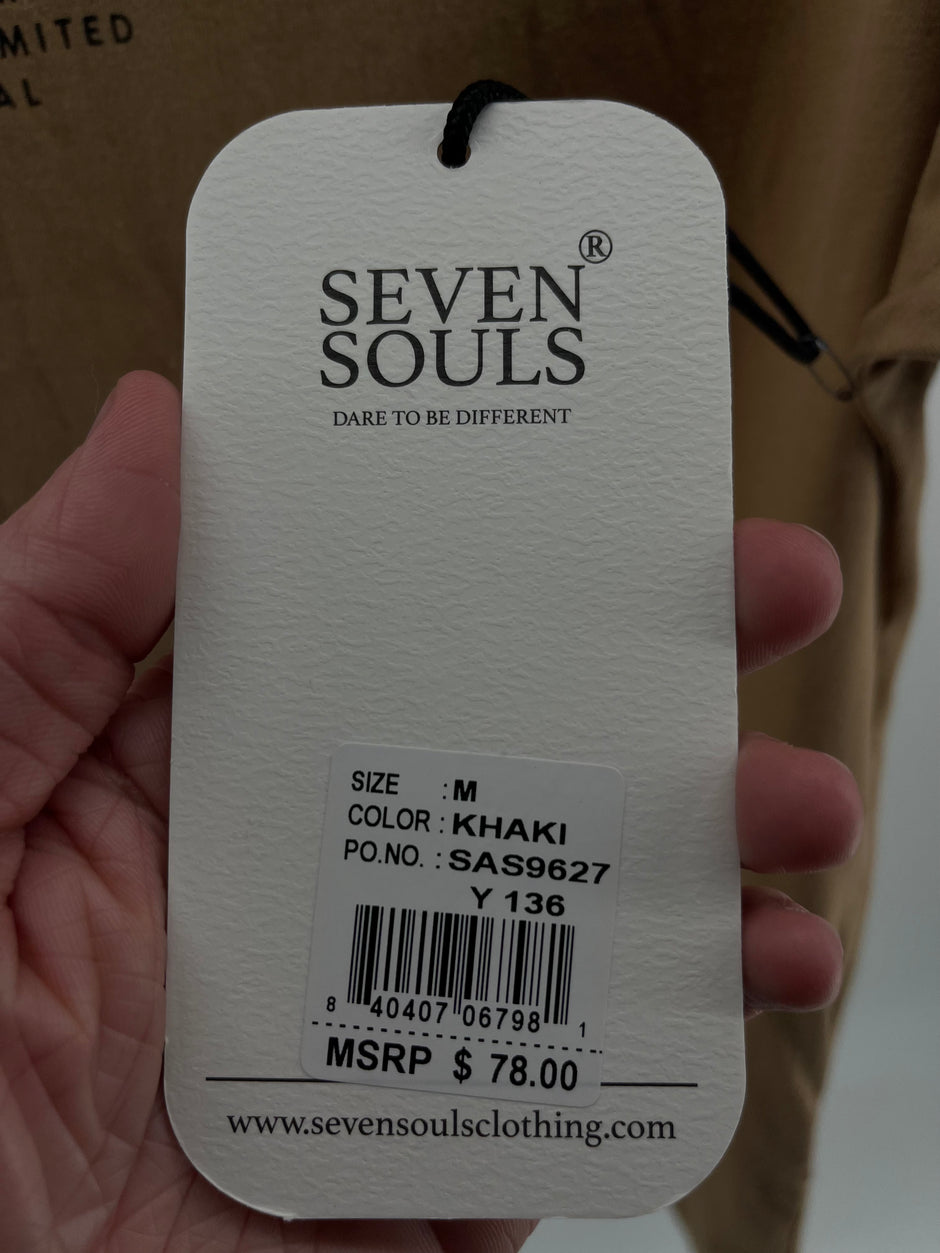 MITED
AL
SEVEN®
SOULS
DARE TO BE DIFFERENT
SIZE : M
COLOR : KHAKI
PO.NO. : SAS9627
Y 136
8 40407 06798 1
MSRP $ 78.00
www.sevensoulsclothing.com